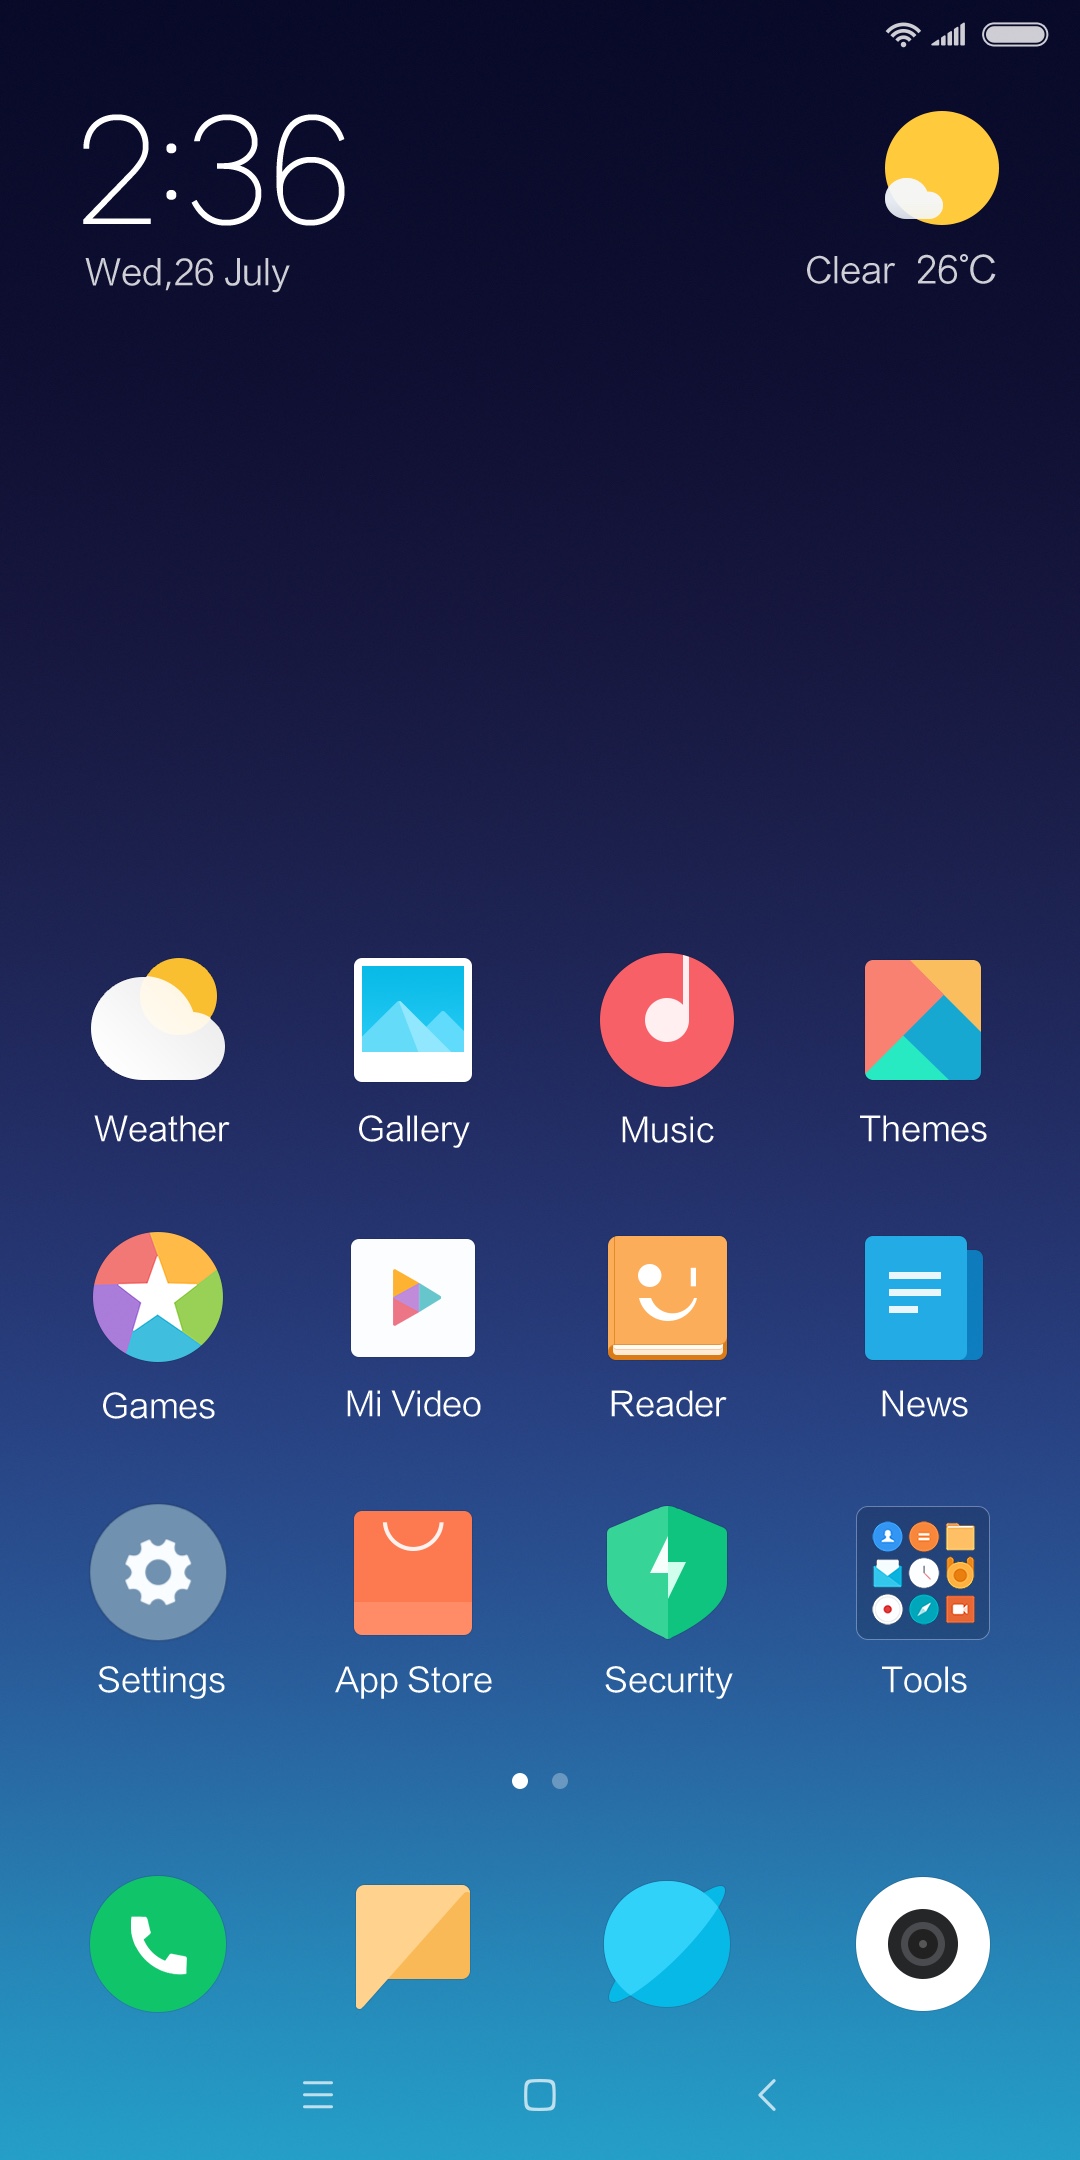 2:36
Wed,26 July
Clear 26°C
Weather
Gallery
Music
Themes
Games
Mi Video
Reader
News
Settings
App Store
Security
Tools